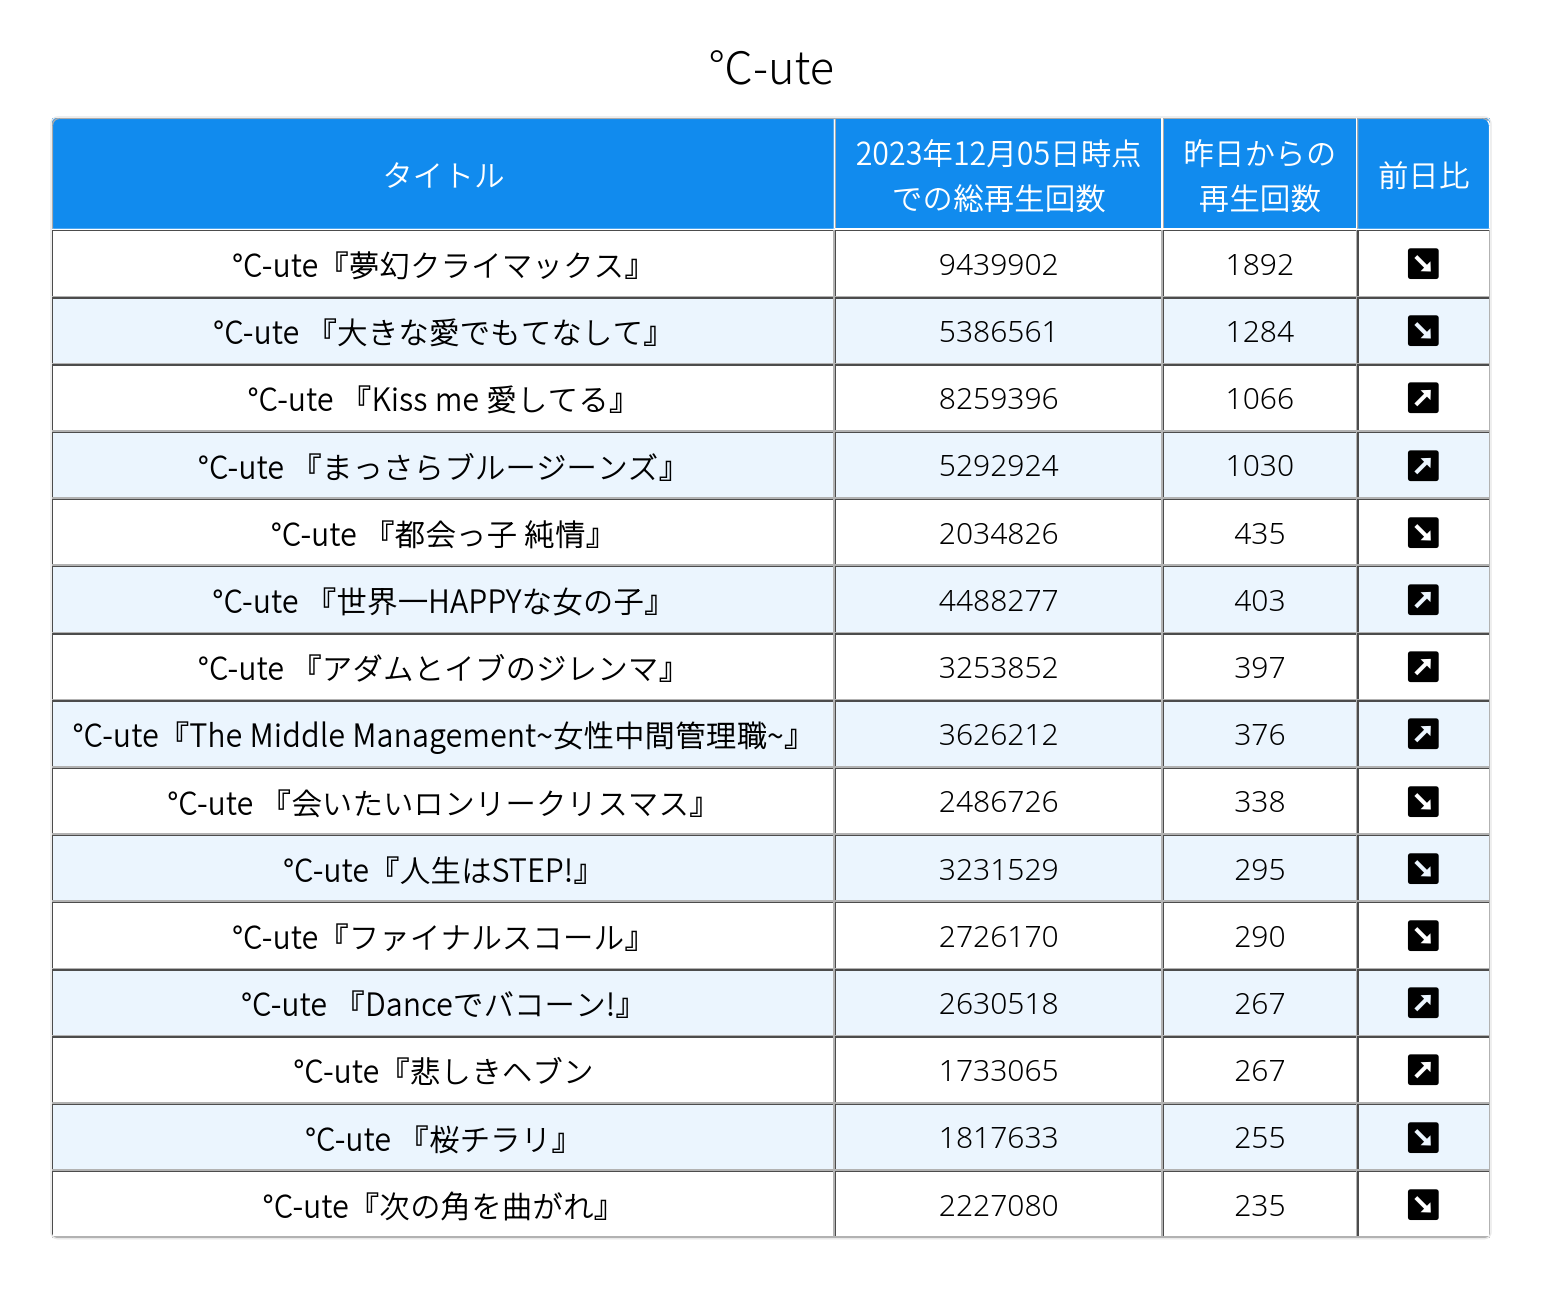 ℃-ute
タイトル
2023年12月05日時点
での総再生回数
昨日からの
再生回数
前日比
℃-ute『夢幻クライマックス』 9439902 1892 ↘
℃-ute 『大きな愛でもてなして』 5386561 1284 ↘
℃-ute 『Kiss me 愛してる』 8259396 1066 ↗
℃-ute 『まっさらブルージーンズ』 5292924 1030 ↗
℃-ute 『都会っ子 純情』 2034826 435 ↘
℃-ute 『世界一HAPPYな女の子』 4488277 403 ↗
℃-ute 『アダムとイブのジレンマ』 3253852 397 ↗
℃-ute『The Middle Management~女性中間管理職~』 3626212 376 ↗
℃-ute 『会いたいロンリークリスマス』 2486726 338 ↘
℃-ute『人生はSTEP!』 3231529 295 ↘
℃-ute『ファイナルスコール』 2726170 290 ↘
℃-ute 『Danceでバコーン!』 2630518 267 ↗
℃-ute『悲しきヘブン 1733065 267 ↗
℃-ute 『桜チラリ』 1817633 255 ↘
℃-ute『次の角を曲がれ』 2227080 235 ↘